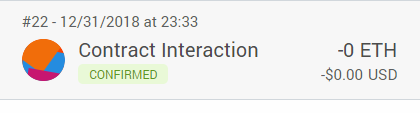 #22 - 12/31/2018 at 23:33
Contract Interaction
-0 ETH
CONFIRMED
-$0.00 USD